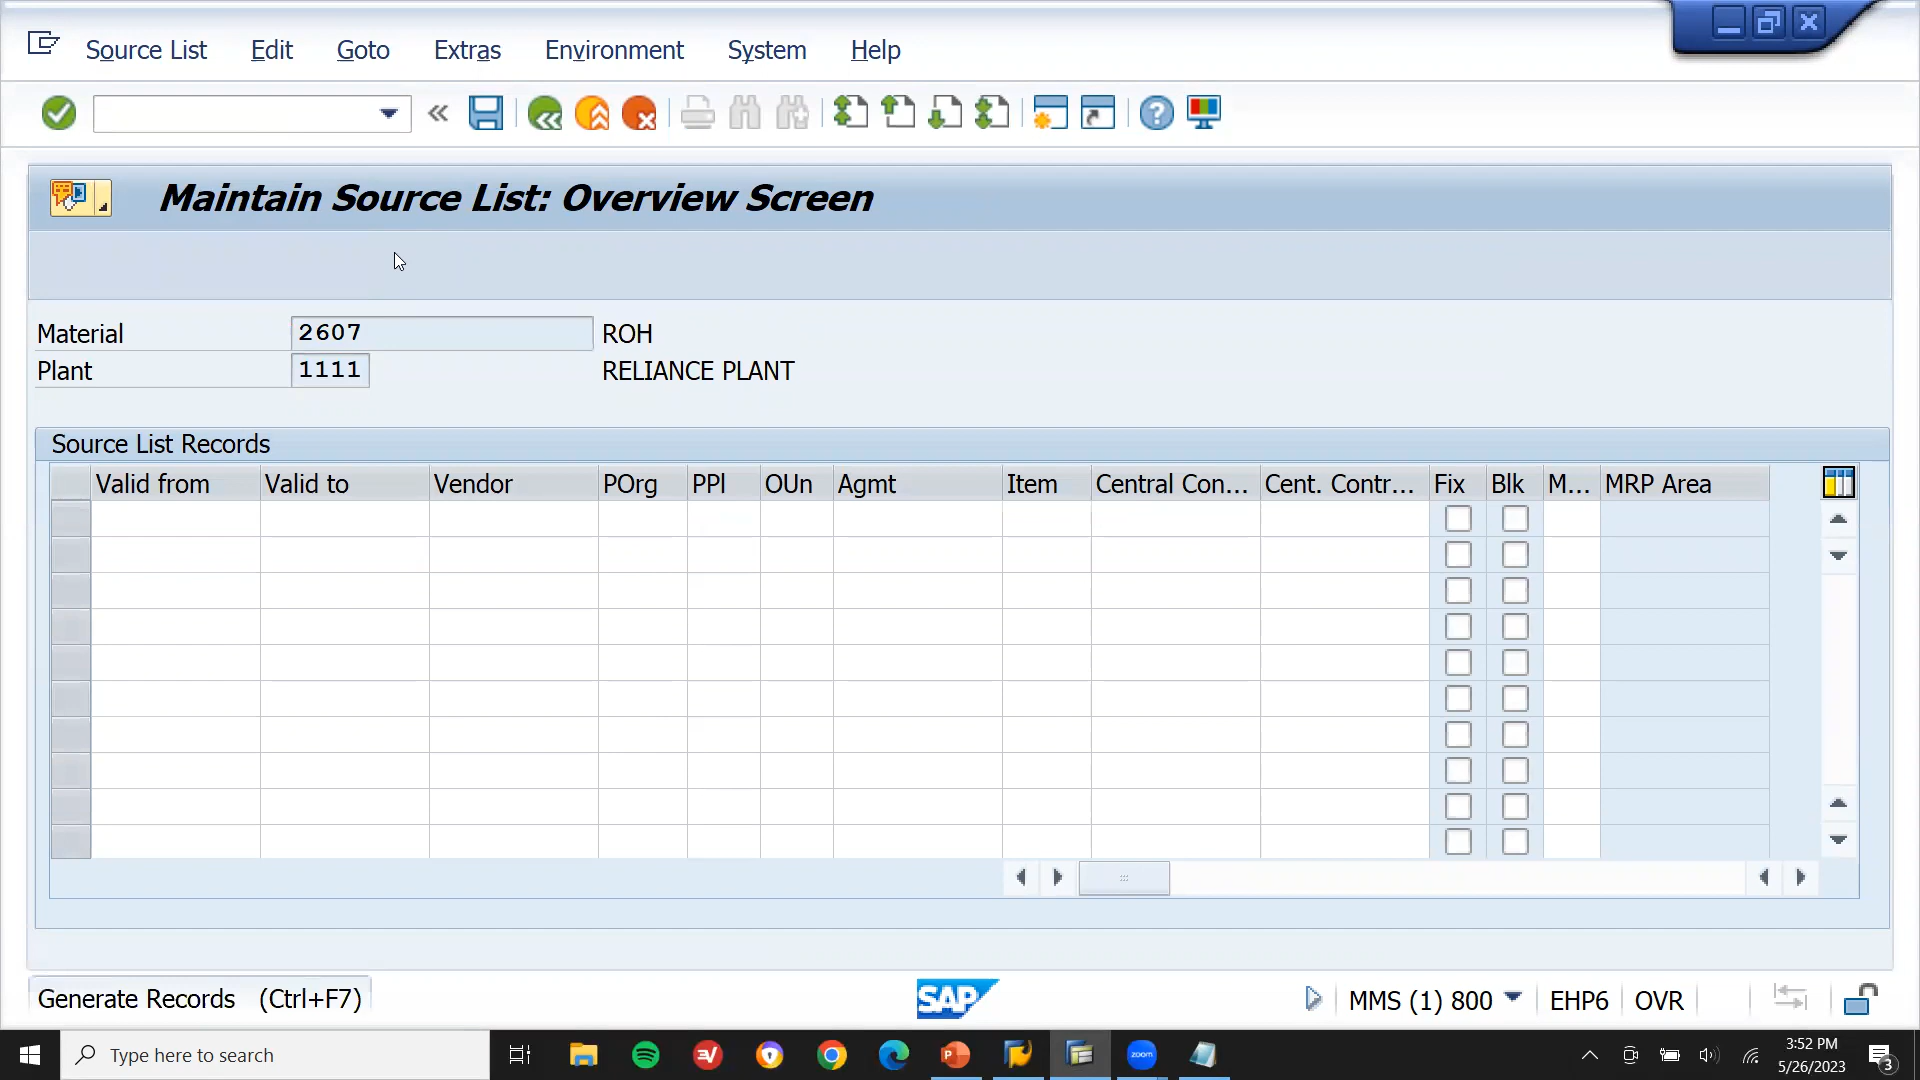 Source List Edit Goto Extras Environment System Help
Maintain Source List: Overview Screen
Material 2607 ROH
Plant 1111 RELIANCE PLANT
Source List Records
Valid from Valid to Vendor POrg PPl OUn Agmt Item Central Con... Cent. Contr... Fix Blk M... MRP Area
Generate Records (Ctrl+F7) SAP MMS (1) 800 EHP6 OVR
Type here to search zoom 3:52 PM
5/26/2023 3